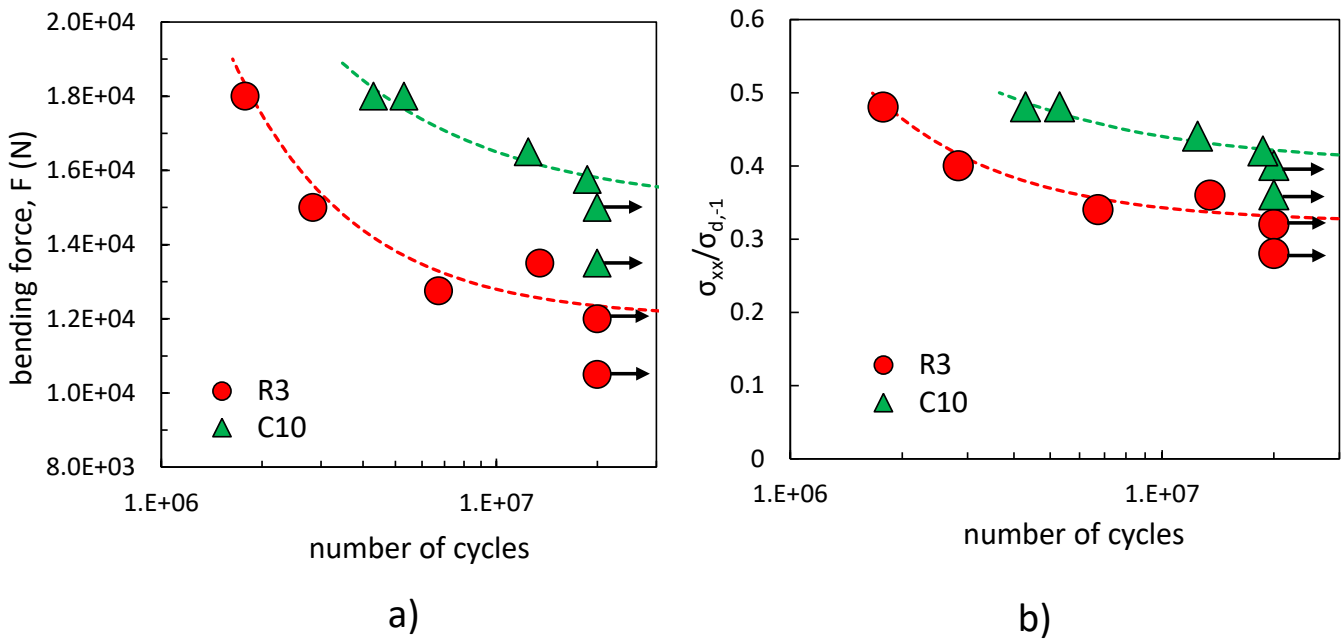 2.0E+04
1.8E+04
1.6E+04
1.4E+04
1.2E+04
1.0E+04
8.0E+03
bending force, F (N)
R3
C10
1.E+06
1.E+07
number of cycles
a)
0.6
0.5
0.4
0.3
0.2
0.1
0
σxx/σd,-1
R3
C10
1.E+06
1.E+07
number of cycles
b)